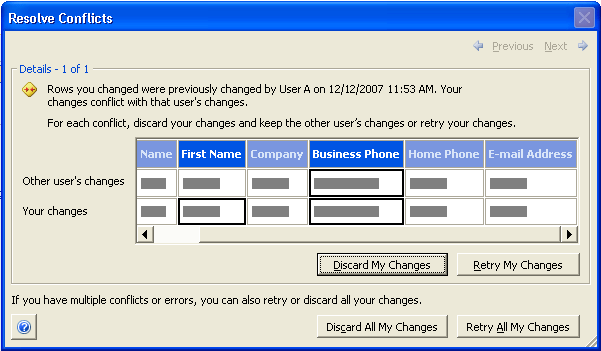 Resolve Conflicts
Previous Next
Details - 1 of 1
Rows you changed were previously changed by User A on 12/12/2007 11:53 AM. Your
changes conflict with that user's changes.
For each conflict, discard your changes and keep the other user's changes or retry your changes.
Name First Name Company Business Phone Home Phone E-mail Address
Other user's changes
Your changes
Discard My Changes Retry My Changes
If you have multiple conflicts or errors, you can also retry or discard all your changes.
Discard All My Changes Retry All My Changes